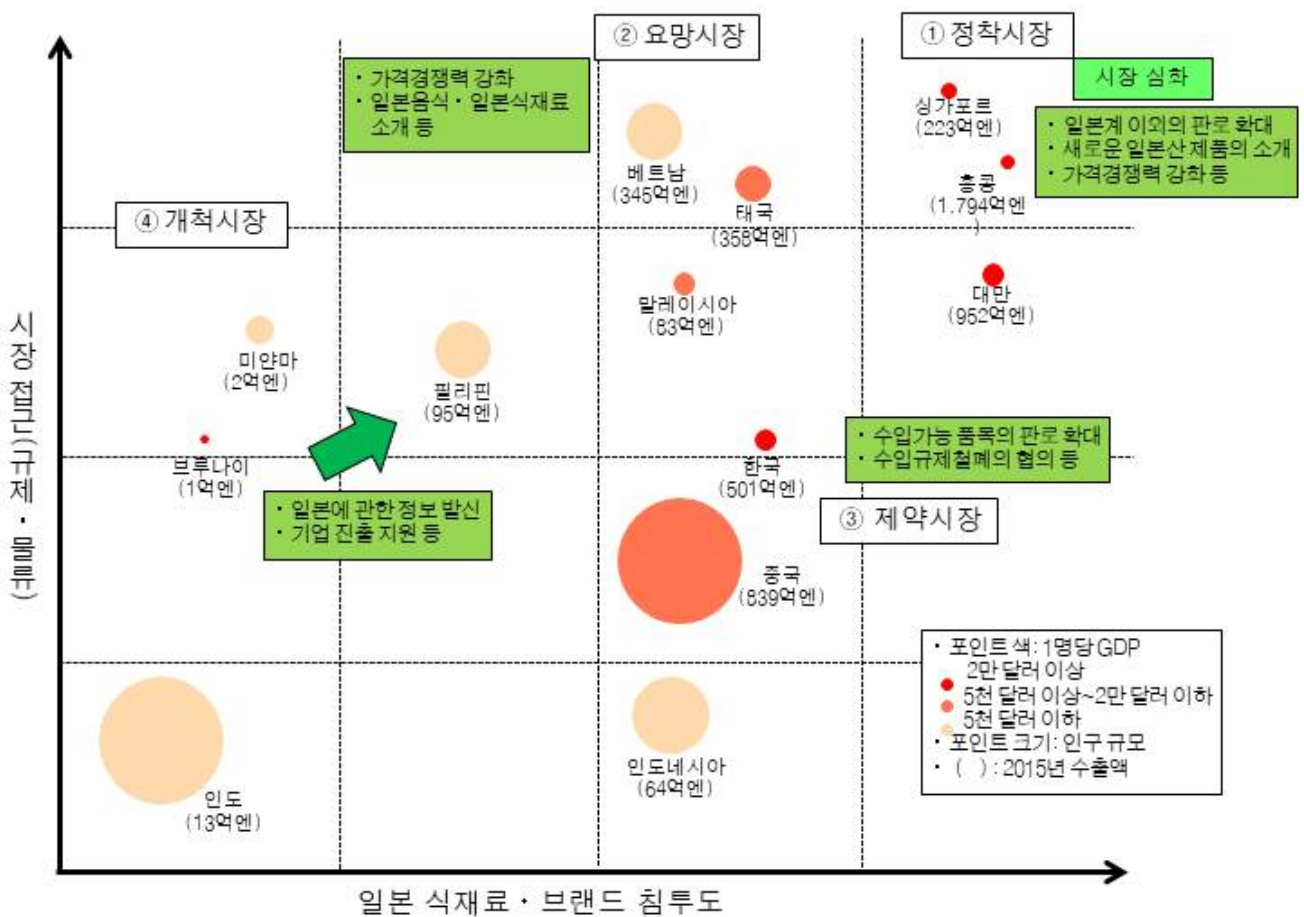 ② 요망시장
① 정착시장
시장 심화
・ 가격경쟁력 강화
・ 일본음식・일본식재료
소개 등
싱가포르
(223억엔)
・ 일본계 이외의 판로 확대
・ 새로운 일본산 제품의 소개
・ 가격경쟁력 강화 등
베트남
(345억엔)
홍콩
(1.794억엔
)
태국
(358억엔)
④ 개척시장
말레이시아
(83억엔)
대만
(952억엔)
미얀마
(2억엔)
필리핀
(95억엔)
브루나이
(1억엔)
・ 수입가능 품목의 판로 확대
・ 수입규제철폐의 협의 등
한국
(501억엔)
・ 일본에 관한 정보 발신
・ 기업 진출 지원 등
③ 제약시장
중국
(839억엔)
・ 포인트 색: 1명당 GDP
2만 달러 이상
5천 달러 이상~2만 달러 이하
5천 달러 이하
・ 포인트 크기: 인구 규모
・ ( ) : 2015년 수출액
인도네시아
(64억엔)
인도
(13억엔)
시장 접근(규제・물류)
일본 식재료・브랜드 침투도